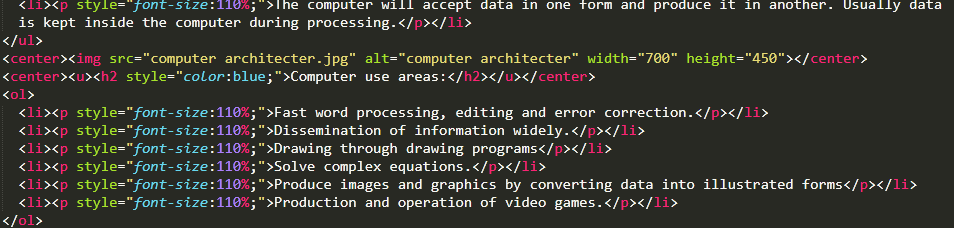 <li><p style="font-size:110%;">The computer will accept data in one form and produce it in another. Usually data
is kept inside the computer during processing.</p></li>
</ul>
<center><img src="computer architecter.jpg" alt="computer architecter" width="700" height="450"></center>
<center><u><h2 style="color:blue;">Computer use areas:</h2></u></center>
<ol>
<li><p style="font-size:110%;">Fast word processing, editing and error correction.</p></li>
<li><p style="font-size:110%;">Dissemination of information widely.</p></li>
<li><p style="font-size:110%;">Drawing through drawing programs</p></li>
<li><p style="font-size:110%;">Solve complex equations.</p></li>
<li><p style="font-size:110%;">Produce images and graphics by converting data into illustrated forms</p></li>
<li><p style="font-size:110%;">Production and operation of video games.</p></li>
</ol>